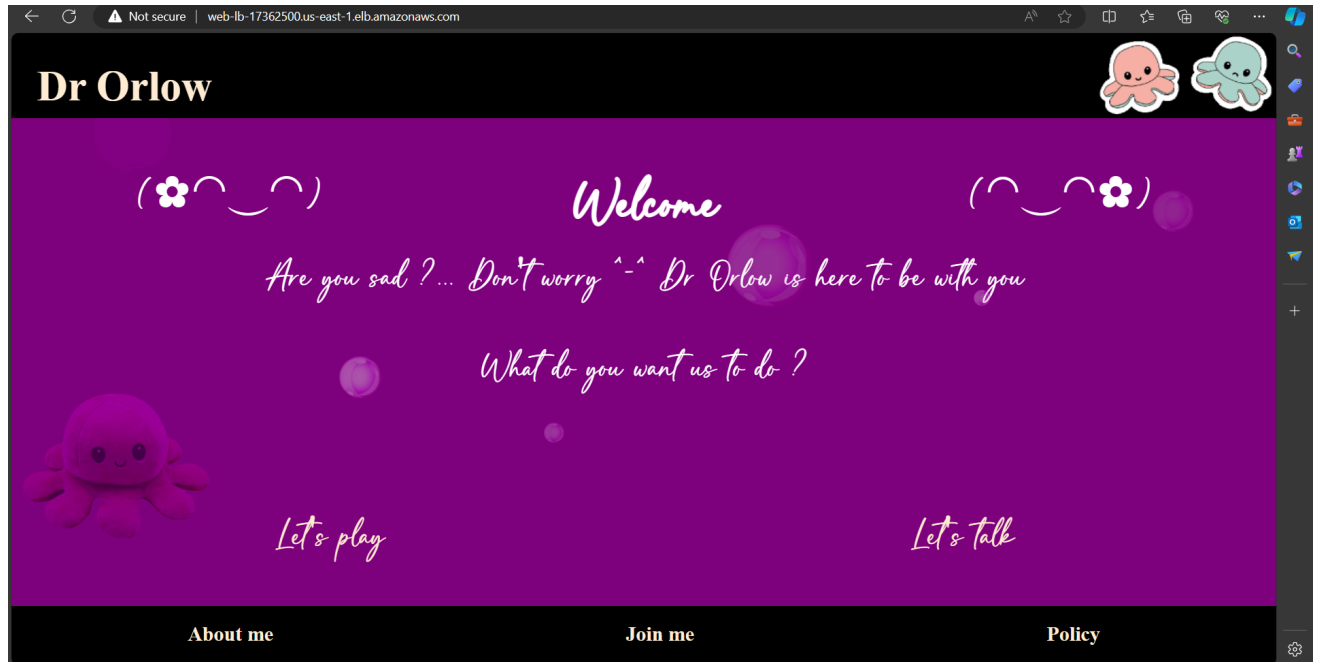 Not secure web-lb-17362500.us-east-1.elb.amazonaws.com
Dr Orlow
(✿◠‿◠) Welcome (◠‿◠✿)
Are you sad ?... Don't worry ^-^ Dr Orlow is here to be with you
What do you want us to do ?
Let's play Let's talk
About me Join me Policy